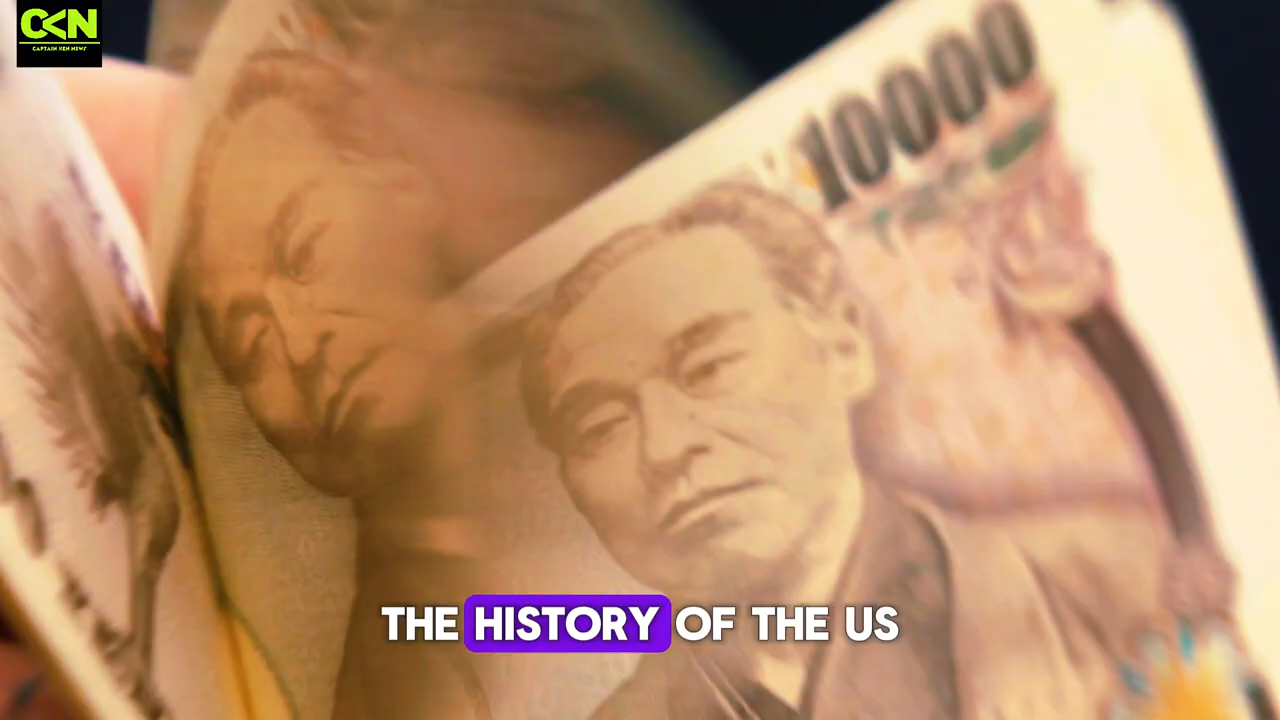 CKN
CAPTAIN KEN NEWS
10000
THE HISTORY OF THE US